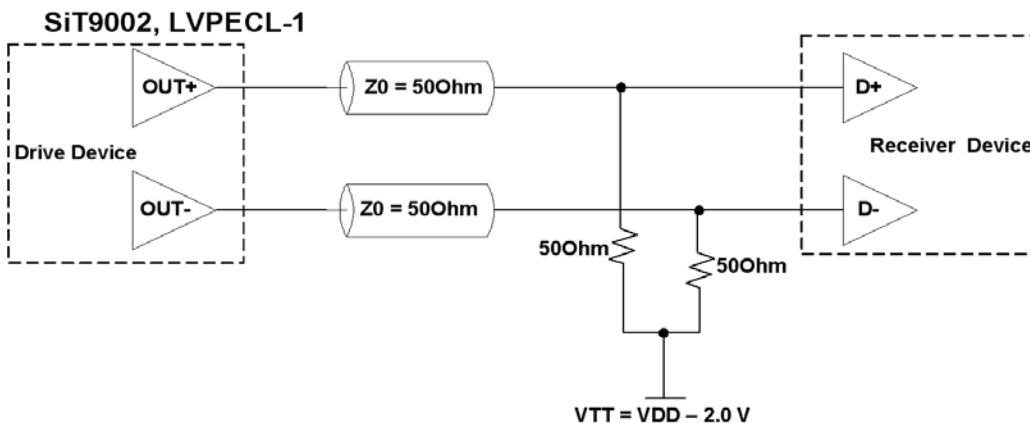 SiT9002, LVPECL-1
OUT+
Z0 = 50Ohm
D+
Drive Device
Receiver Device
OUT-
Z0 = 50Ohm
D-
50Ohm
50Ohm
VTT = VDD – 2.0 V